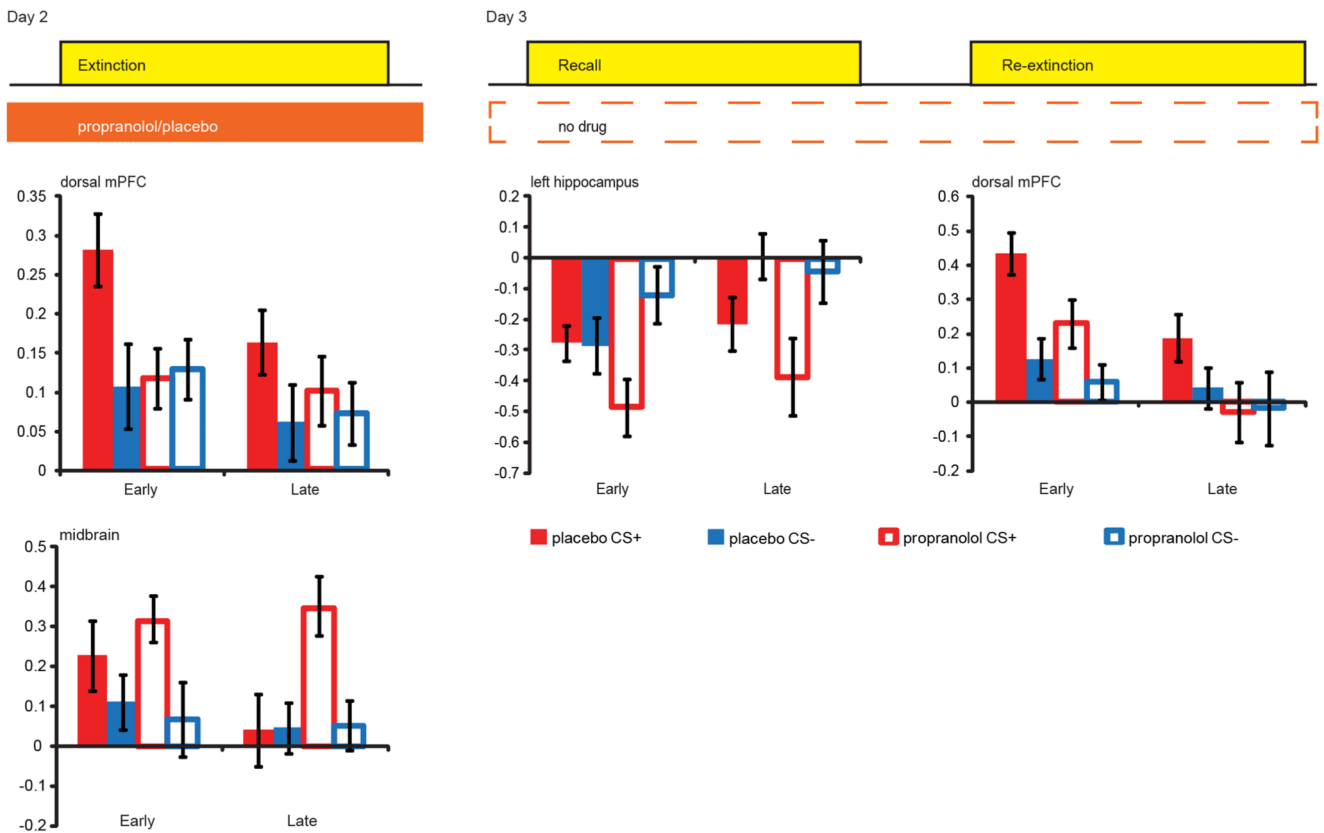 Day 2
Day 3
Extinction
Recall
Re-extinction
propranolol/placebo
no drug
dorsal mPFC
0.35
0.3
0.25
0.2
0.15
0.1
0.05
0
Early
Late
left hippocampus
0.2
0.1
0
-0.1
-0.2
-0.3
-0.4
-0.5
-0.6
-0.7
Early
Late
dorsal mPFC
0.6
0.5
0.4
0.3
0.2
0.1
0
-0.1
-0.2
Early
Late
placebo CS+
placebo CS-
propranolol CS+
propranolol CS-
midbrain
0.5
0.4
0.3
0.2
0.1
0
-0.1
-0.2
Early
Late